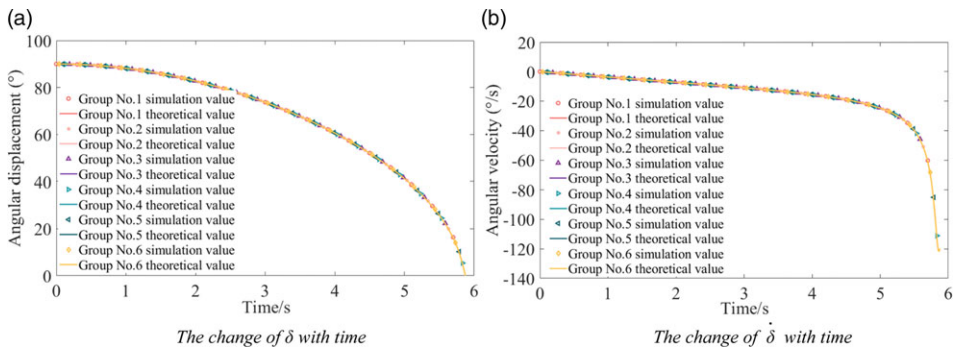 (a)
100
80
60
40
20
0
Angular displacement (°)
Group No.1 simulation value
Group No.1 theoretical value
Group No.2 simulation value
Group No.2 theoretical value
Group No.3 simulation value
Group No.3 theoretical value
Group No.4 simulation value
Group No.4 theoretical value
Group No.5 simulation value
Group No.5 theoretical value
Group No.6 simulation value
Group No.6 theoretical value
0 1 2 3 4 5 6
Time/s
The change of δ with time
(b)
20
0
-20
-40
-60
-80
-100
-120
-140
Angular velocity (°/s)
Group No.1 simulation value
Group No.1 theoretical value
Group No.2 simulation value
Group No.2 theoretical value
Group No.3 simulation value
Group No.3 theoretical value
Group No.4 simulation value
Group No.4 theoretical value
Group No.5 simulation value
Group No.5 theoretical value
Group No.6 simulation value
Group No.6 theoretical value
0 1 2 3 4 5 6
Time/s
The change of δ̇ with time